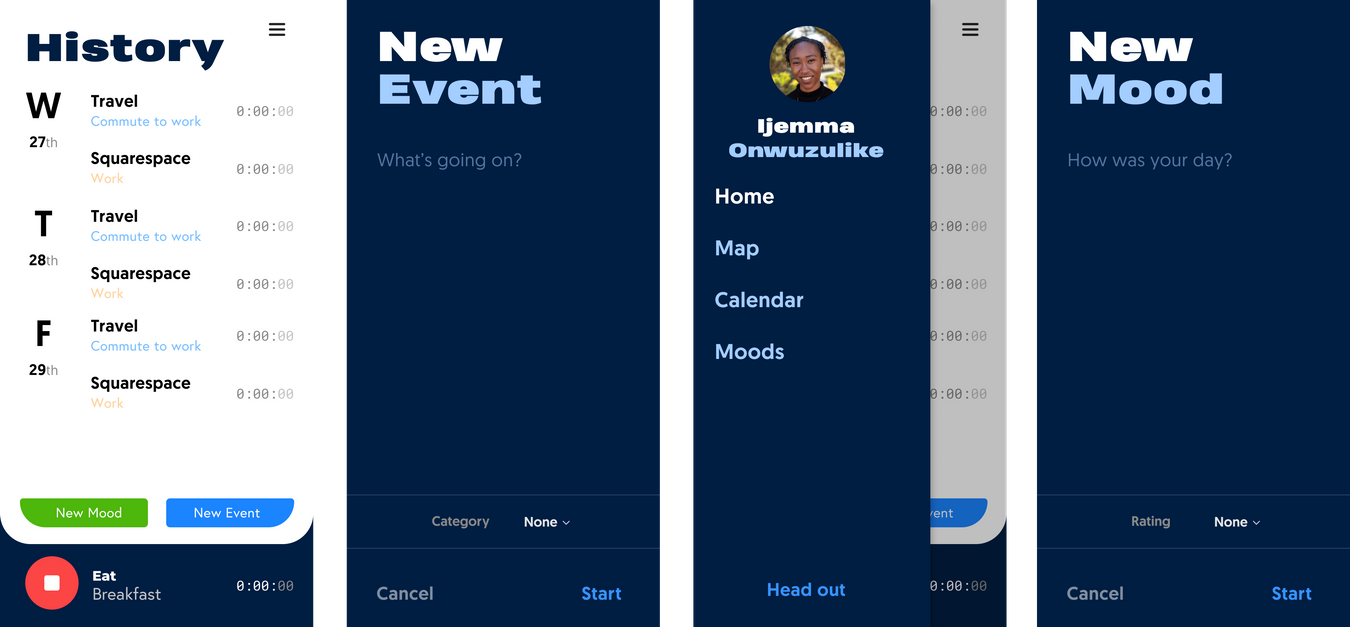 History
W
27th
Travel
Commute to work
0:00:00
Squarespace
Work
0:00:00
T
28th
Travel
Commute to work
0:00:00
Squarespace
Work
0:00:00
F
29th
Travel
Commute to work
0:00:00
Squarespace
Work
0:00:00
New Mood
New Event
Eat
Breakfast
0:00:00
New
Event
What's going on?
Category
None
Cancel
Start
Ijemma
Onwuzulike
Home
Map
Calendar
Moods
Head out
0:00:00
0:00:00
0:00:00
0:00:00
0:00:00
0:00:00
vent
0:00:00
New
Mood
How was your day?
Rating
None
Cancel
Start